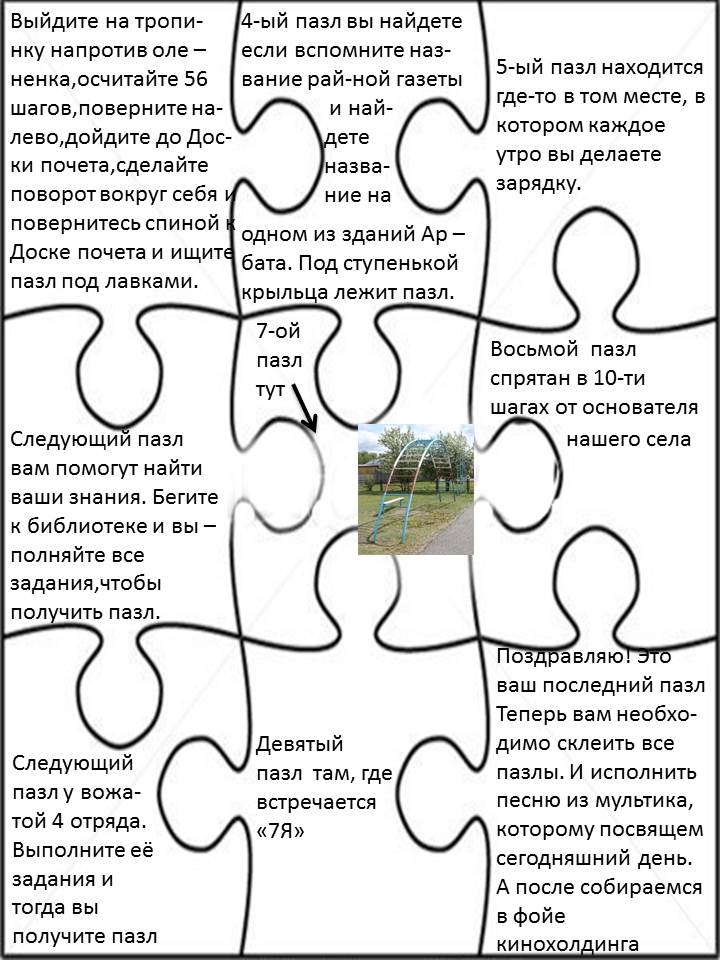 Выйдите на тропи-
нку напротив оле –
ненка,осчитайте 56
шагов,поверните на-
лево,дойдите до Дос-
ки почета,сделайте
поворот вокруг себя и
повернитесь спиной к
Доске почета и ищите
пазл под лавками.
4-ый пазл вы найдете
если вспомните наз-
вание рай-ной газеты
и най-
дете
назва-
ние на
одном из зданий Ар –
бата. Под ступенькой
крыльца лежит пазл.
5-ый пазл находится
где-то в том месте, в
котором каждое
утро вы делаете
зарядку.
Следующий пазл
вам помогут найти
ваши знания. Бегите
к библиотеке и вы –
полняйте все
задания,чтобы
получить пазл.
7-ой
пазл
тут
Восьмой пазл
спрятан в 10-ти
шагах от основателя
нашего села
Следующий
пазл у вожа-
той 4 отряда.
Выполните её
задания и
тогда вы
получите пазл
Девятый
пазл там, где
встречается
«7Я»
Поздравляю! Это
ваш последний пазл
Теперь вам необхо-
димо склеить все
пазлы. И исполнить
песню из мультика,
которому посвящем
сегодняшний день.
А после собираемся
в фойе
кинохолдинга